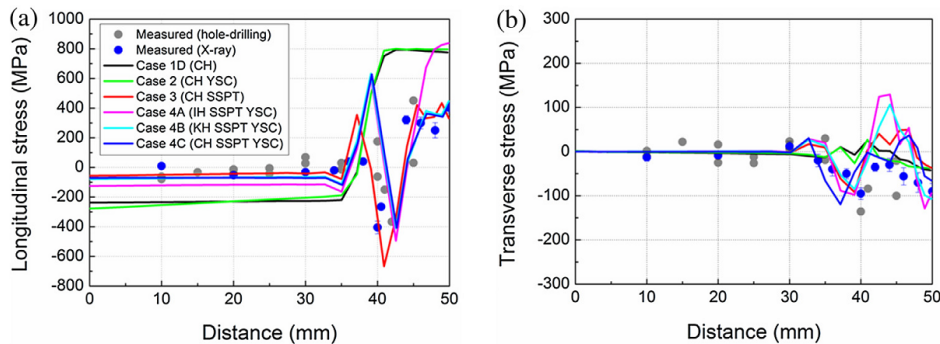 (a)
1000
800
600
400
200
0
-200
-400
-600
-800
Longitudinal stress (MPa)
Measured (hole-drilling)
Measured (X-ray)
Case 1D (CH)
Case 2 (CH YSC)
Case 3 (CH SSPT)
Case 4A (IH SSPT YSC)
Case 4B (KH SSPT YSC)
Case 4C (CH SSPT YSC)
0 10 20 30 40 50
Distance (mm)
(b)
300
200
100
0
-100
-200
-300
Transverse stress (MPa)
0 10 20 30 40 50
Distance (mm)